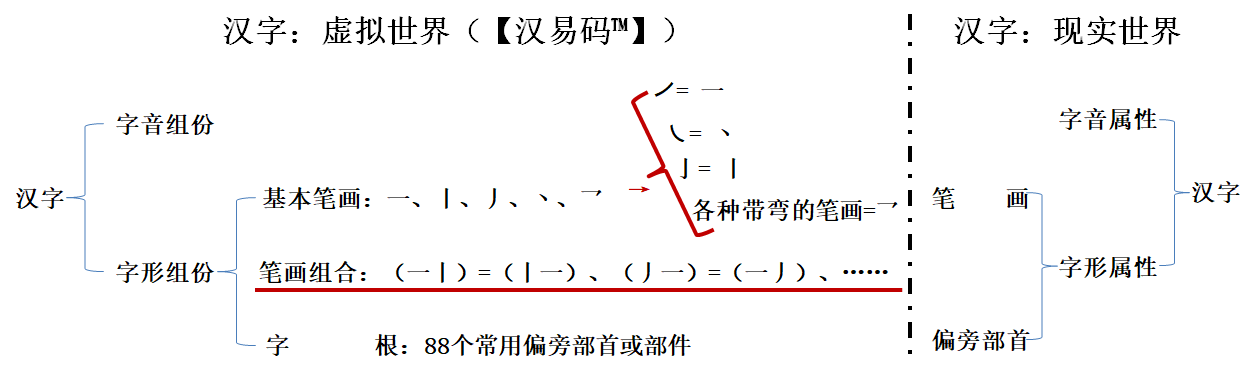 汉字：虚拟世界（【汉易码™】）
汉字：现实世界
㇒= 一
㇏= 丶
亅= 丨
各种带弯的笔画=乛
字音组份
汉字
基本笔画：一、丨、丿、丶、乛 →
字形组份
笔画组合：（一丨）=（丨一）、（丿一）=（一丿）、……
字 根：88个常用偏旁部首或部件
字音属性
笔 画
汉字
字形属性
偏旁部首